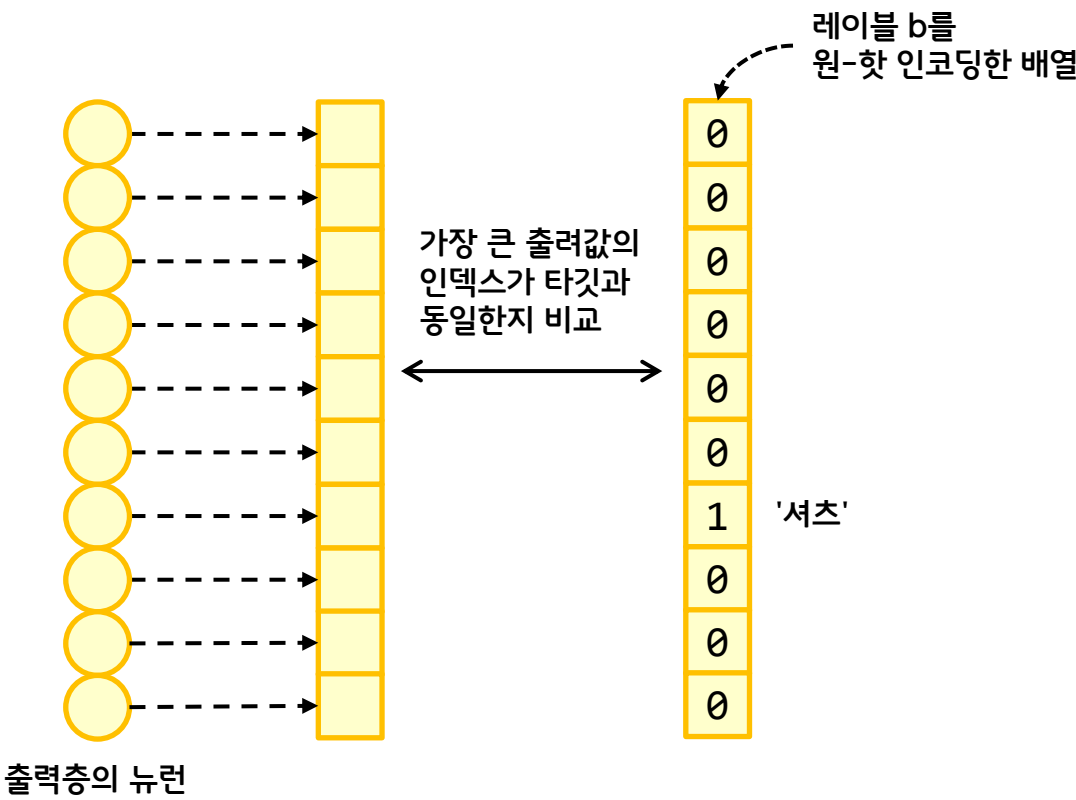 레이블 b를
원-핫 인코딩한 배열
0
0
0
가장 큰 출려값의
인덱스가 타깃과
동일한지 비교
0
0
0
1 '셔츠'
0
0
0
출력층의 뉴런